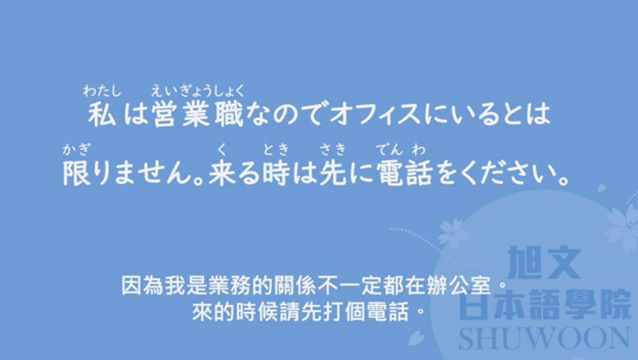 わたし えいぎょうしょく
私は営業職なのでオフィスにいるとは
かぎ く とき さき でん わ
限りません。来る時は先に電話をください。
因為我是業務的關係不一定都在辦公室。
來的時候請先打個電話。
旭文
日本語學院
SHUWOON